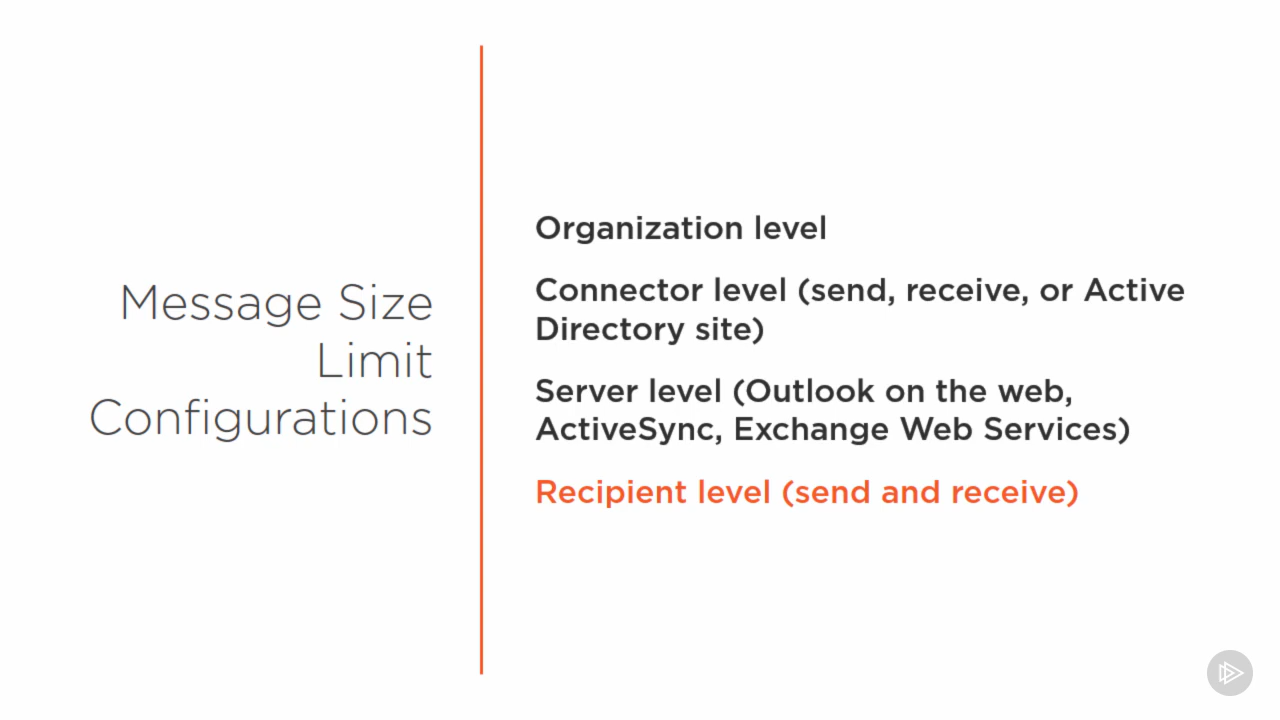 Message Size
Limit
Configurations
Organization level
Connector level (send, receive, or Active
Directory site)
Server level (Outlook on the web,
ActiveSync, Exchange Web Services)
Recipient level (send and receive)